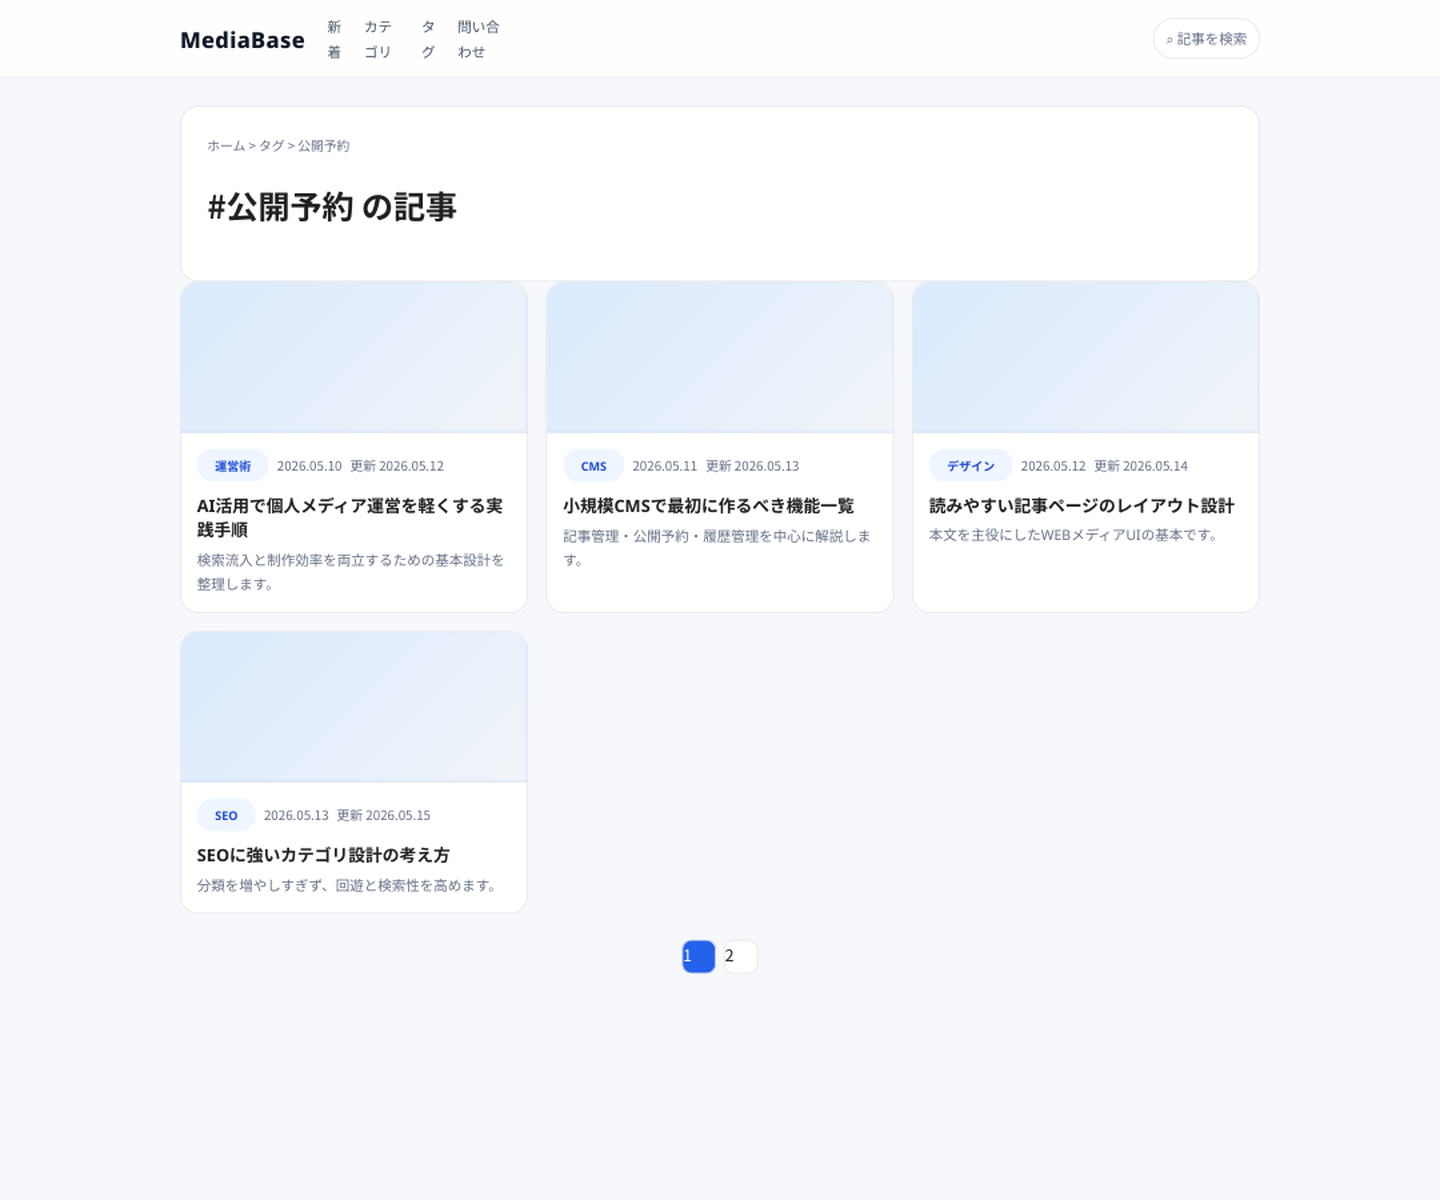 MediaBase
新着
カテゴリ
タグ
問い合わせ
⌕ 記事を検索
ホーム > タグ > 公開予約
#公開予約 の記事
運営術 2026.05.10 更新 2026.05.12
AI活用で個人メディア運営を軽くする実
践手順
検索流入と制作効率を両立するための基本設計を
整理します。
CMS 2026.05.11 更新 2026.05.13
小規模CMSで最初に作るべき機能一覧
記事管理・公開予約・履歴管理を中心に解説しま
す。
デザイン 2026.05.12 更新 2026.05.14
読みやすい記事ページのレイアウト設計
本文を主役にしたWEBメディアUIの基本です。
SEO 2026.05.13 更新 2026.05.15
SEOに強いカテゴリ設計の考え方
分類を増やしすぎず、回遊と検索性を高めます。
1 2